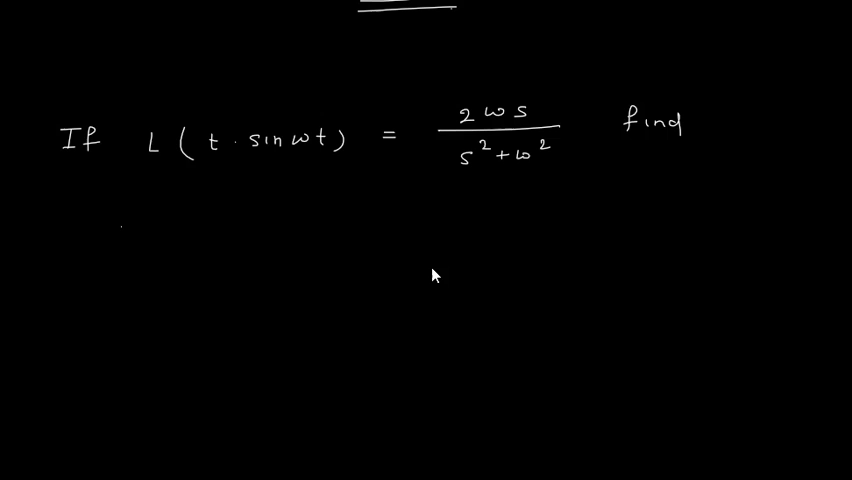 If L ( t . sin ωt ) = 2ωs / s² + ω² find